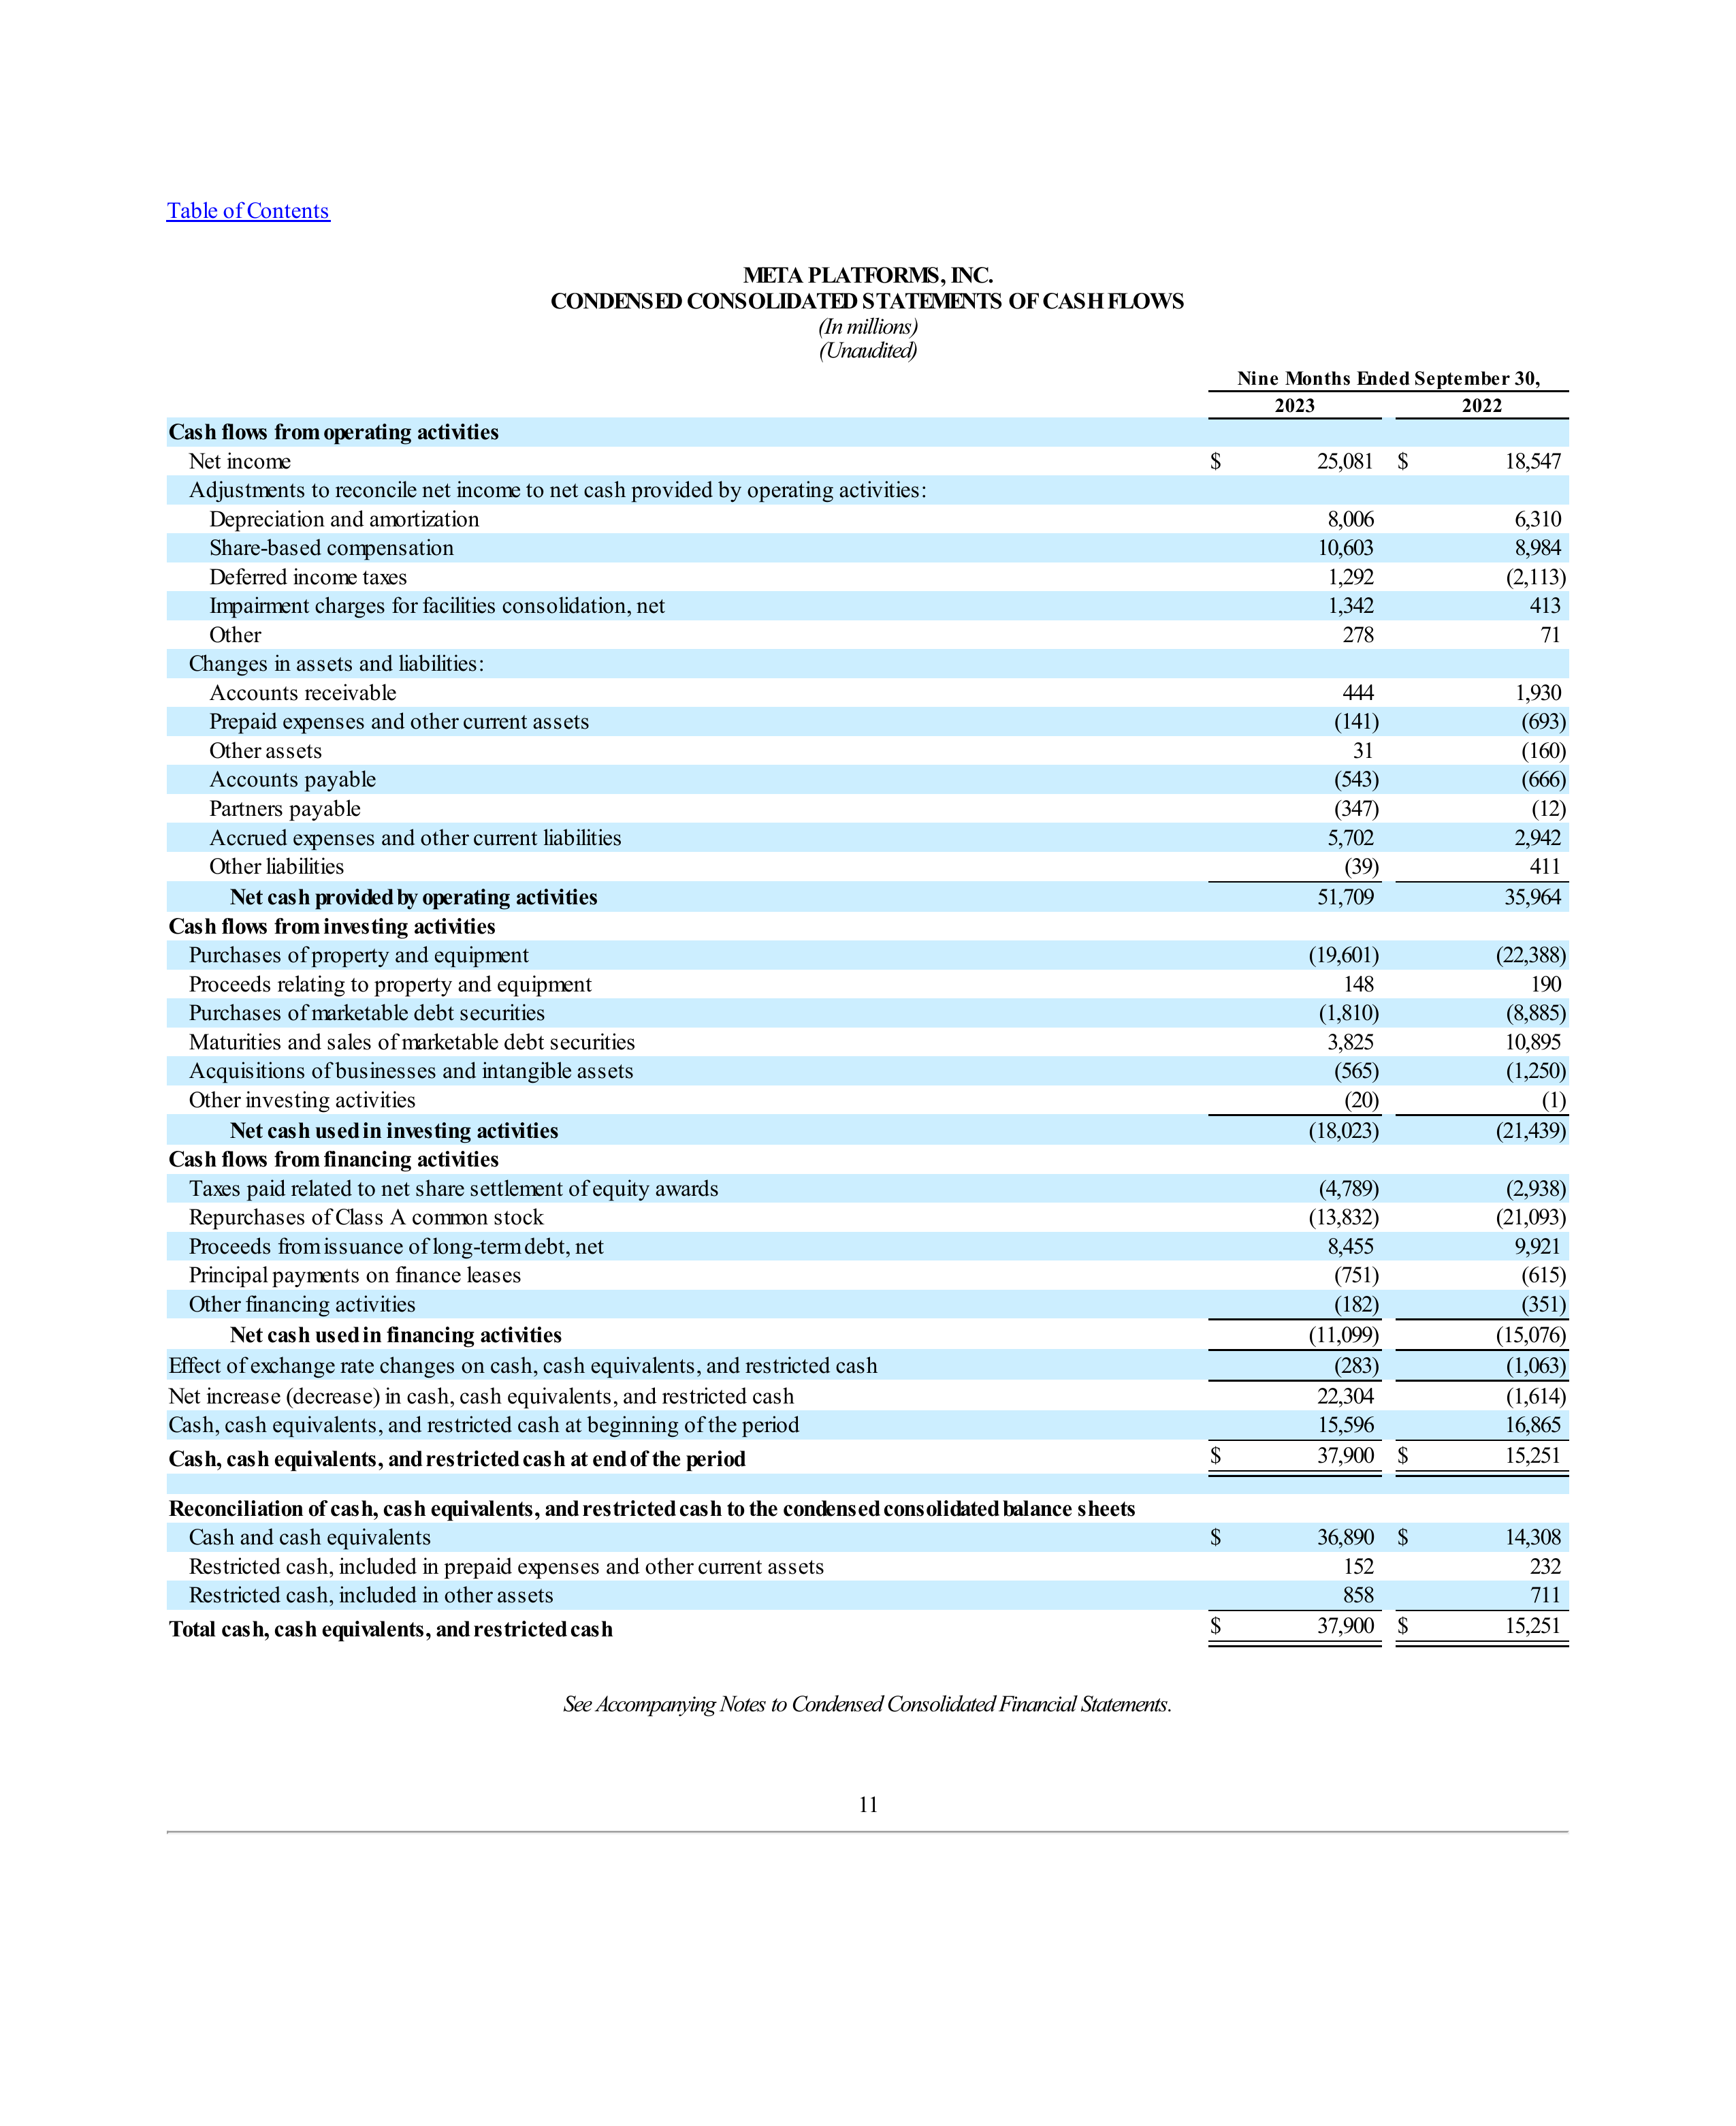 Table of Contents
META PLATFORMS, INC.
CONDENSED CONSOLIDATED STATEMENTS OF CASH FLOWS
(In millions)
(Unaudited)
Nine Months Ended September 30,
2023 2022
Cash flows from operating activities
Net income $ 25,081 $ 18,547
Adjustments to reconcile net income to net cash provided by operating activities:
Depreciation and amortization 8,006 6,310
Share-based compensation 10,603 8,984
Deferred income taxes 1,292 (2,113)
Impairment charges for facilities consolidation, net 1,342 413
Other 278 71
Changes in assets and liabilities:
Accounts receivable 444 1,930
Prepaid expenses and other current assets (141) (693)
Other assets 31 (160)
Accounts payable (543) (666)
Partners payable (347) (12)
Accrued expenses and other current liabilities 5,702 2,942
Other liabilities (39) 411
Net cash provided by operating activities 51,709 35,964
Cash flows from investing activities
Purchases of property and equipment (19,601) (22,388)
Proceeds relating to property and equipment 148 190
Purchases of marketable debt securities (1,810) (8,885)
Maturities and sales of marketable debt securities 3,825 10,895
Acquisitions of businesses and intangible assets (565) (1,250)
Other investing activities (20) (1)
Net cash used in investing activities (18,023) (21,439)
Cash flows from financing activities
Taxes paid related to net share settlement of equity awards (4,789) (2,938)
Repurchases of Class A common stock (13,832) (21,093)
Proceeds from issuance of long-term debt, net 8,455 9,921
Principal payments on finance leases (751) (615)
Other financing activities (182) (351)
Net cash used in financing activities (11,099) (15,076)
Effect of exchange rate changes on cash, cash equivalents, and restricted cash (283) (1,063)
Net increase (decrease) in cash, cash equivalents, and restricted cash 22,304 (1,614)
Cash, cash equivalents, and restricted cash at beginning of the period 15,596 16,865
Cash, cash equivalents, and restricted cash at end of the period $ 37,900 $ 15,251
Reconciliation of cash, cash equivalents, and restricted cash to the condensed consolidated balance sheets
Cash and cash equivalents $ 36,890 $ 14,308
Restricted cash, included in prepaid expenses and other current assets 152 232
Restricted cash, included in other assets 858 711
Total cash, cash equivalents, and restricted cash $ 37,900 $ 15,251
See Accompanying Notes to Condensed Consolidated Financial Statements.
11